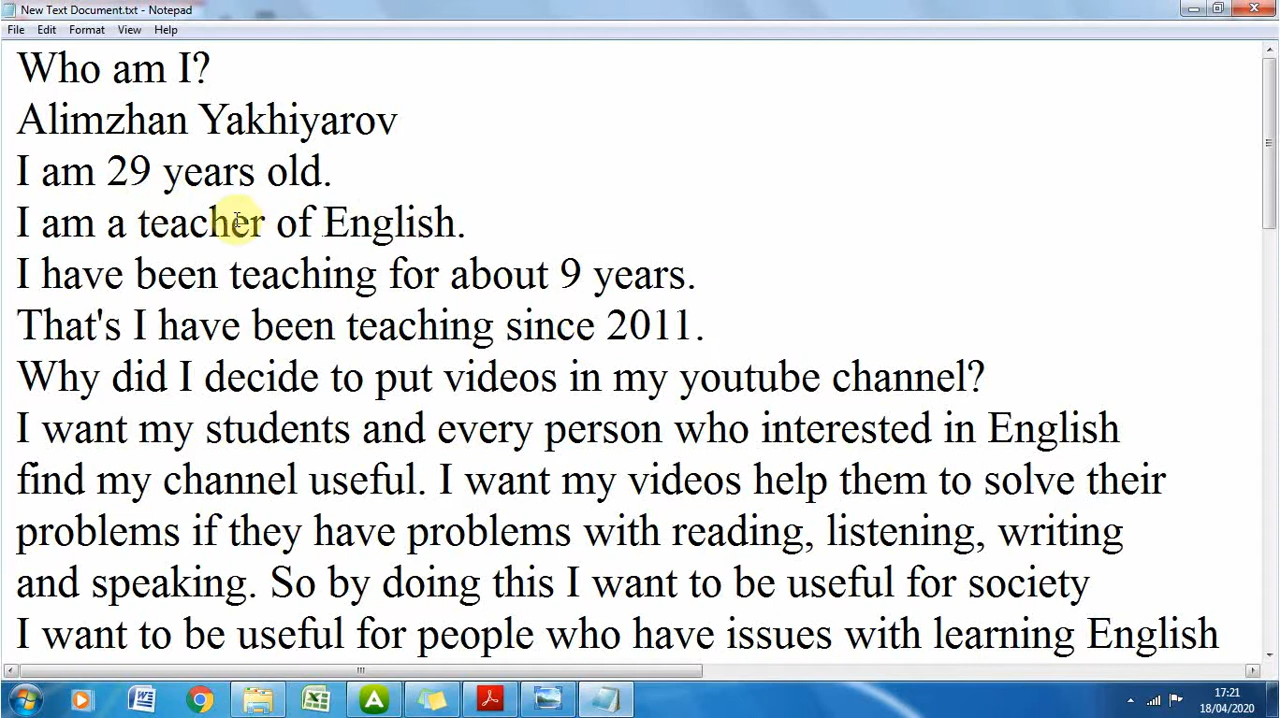 New Text Document.txt - Notepad
File Edit Format View Help
Who am I?
Alimzhan Yakhiyarov
I am 29 years old.
I am a teacher of English.
I have been teaching for about 9 years.
That's I have been teaching since 2011.
Why did I decide to put videos in my youtube channel?
I want my students and every person who interested in English
find my channel useful. I want my videos help them to solve their
problems if they have problems with reading, listening, writing
and speaking. So by doing this I want to be useful for society
I want to be useful for people who have issues with learning English
17:21
18/04/2020